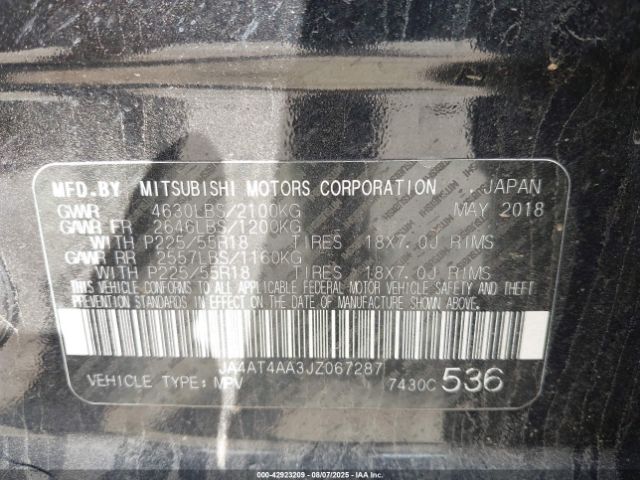 MFD.BY MITSUBISHI MOTORS CORPORATION JAPAN
GVWR 4630LBS/2100KG MAY 2018
GAWR FR 2646LBS/1200KG
WITH P225/55R18 TIRES 18X7.0J RIMS
GAWR RR 2557LBS/1160KG
WITH P225/55R18 TIRES 18X7.0J RIMS
THIS VEHICLE CONFORMS TO ALL APPLICABLE FEDERAL MOTOR VEHICLE SAFETY AND THEFT
PREVENTION STANDARDS IN EFFECT ON THE DATE OF MANUFACTURE SHOWN ABOVE.
JA4AT4AA3JZ067287
VEHICLE TYPE: MPV 7430C 536
000-42923209 - 08/07/2025 - IAAI.COM